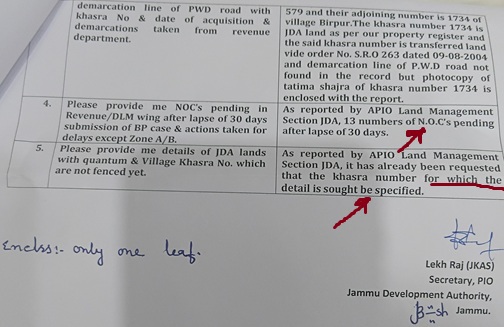 demarcation line of PWD road with
khasra No & date of acquisition &
demarcations taken from revenue
department.
579 and their adjoining number is 1734 of
village Birpur.The khasra number 1734 is
JDA land as per our property register and
the said khasra number is transferred land
vide order No. S.R.O 263 dated 09-08-2004
and demarcation line of P.W.D road not
found in the record but photocopy of
tatima shajra of khasra number 1734 is
enclosed with the report.
4. Please provide me NOC's pending in
Revenue/DLM wing after lapse of 30 days
submission of BP case & actions taken for
delays except Zone A/B.
As reported by APIO Land Management
Section JDA, 13 numbers of N.O.C's pending
after lapse of 30 days.
5. Please provide me details of JDA lands
with quantum & Village Khasra No. which
are not fenced yet.
As reported by APIO Land Management
Section JDA, it has already been requested
that the khasra number for which the
detail is sought be specified.
Enclss:- only one leaf.
Lekh Raj (JKAS)
Secretary, PIO
Jammu Development Authority,
Jammu.